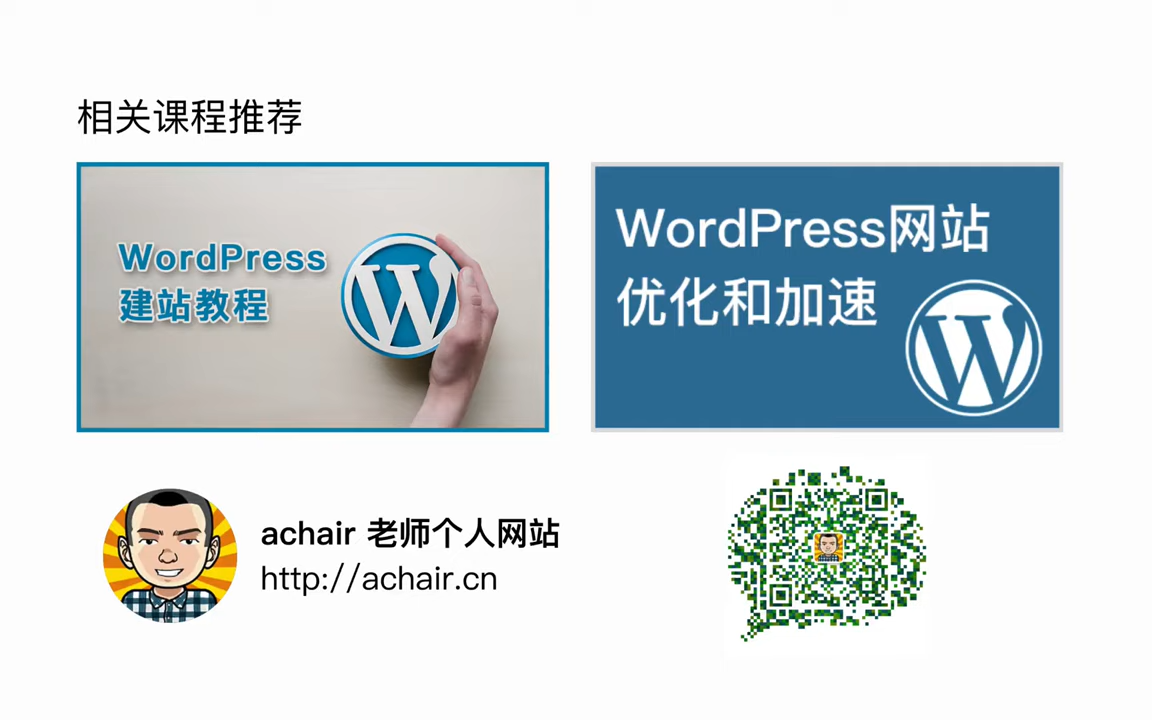 相关课程推荐
WordPress
建站教程
WordPress网站
优化和加速
achair 老师个人网站
http://achair.cn